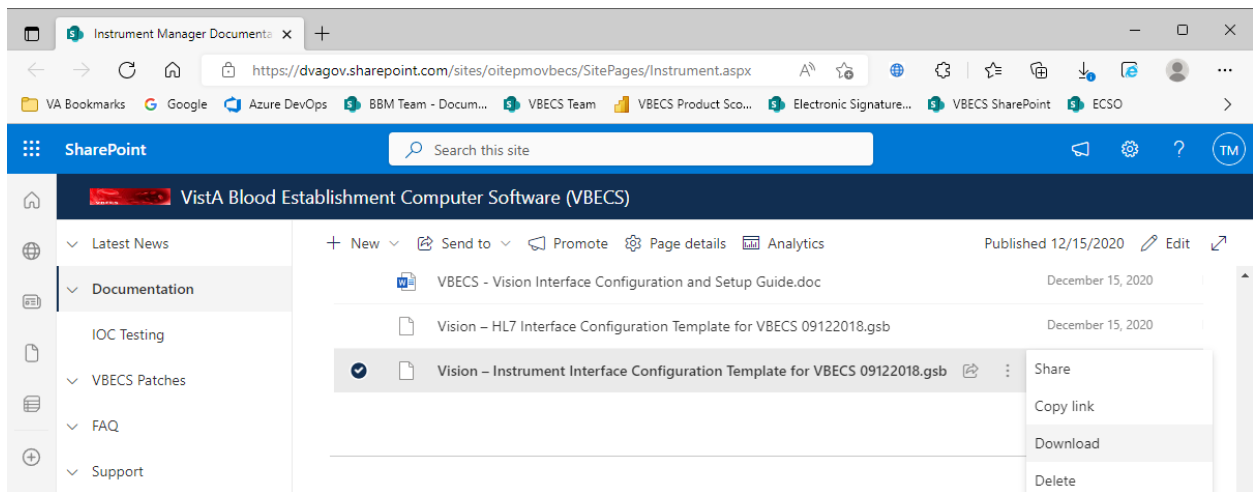 Instrument Manager Documenta
https://dvagov.sharepoint.com/sites/oitepmovbecs/SitePages/Instrument.aspx
VA Bookmarks G Google Azure DevOps BBM Team - Docum... VBECS Team VBECS Product Sco... Electronic Signature... VBECS SharePoint ECSO
SharePoint Search this site TM
VistA Blood Establishment Computer Software (VBECS)
Latest News
Documentation
IOC Testing
VBECS Patches
FAQ
Support
New Send to Promote Page details Analytics Published 12/15/2020 Edit
VBECS - Vision Interface Configuration and Setup Guide.doc December 15, 2020
Vision – HL7 Interface Configuration Template for VBECS 09122018.gsb December 15, 2020
Vision – Instrument Interface Configuration Template for VBECS 09122018.gsb
Share
Copy link
Download
Delete